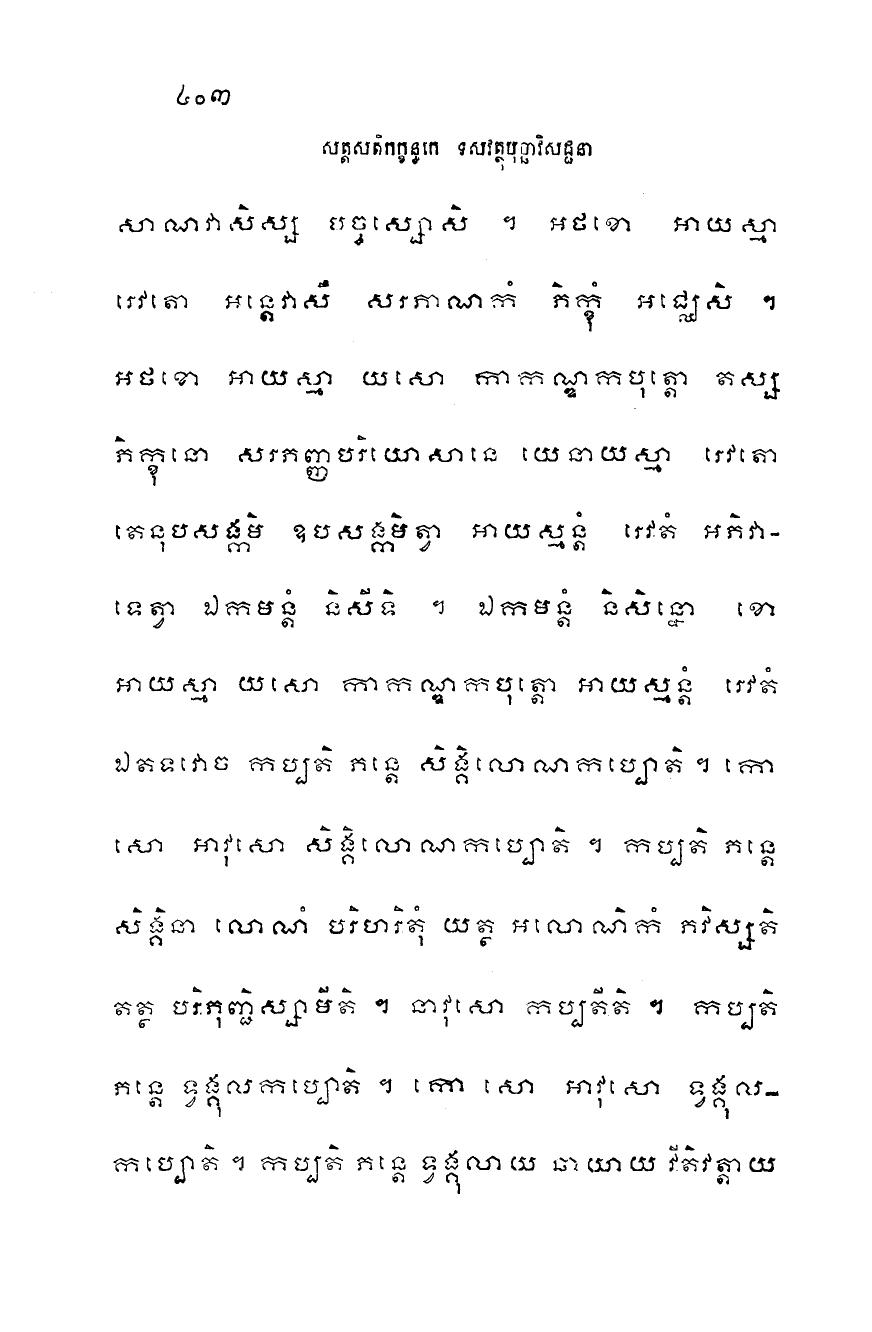 ៤០៣
សត្តសតិកក្ខន្ធកេ ទសវត្ថុបុច្ឆាវិសជ្ជនា
សាណវាសិស្ស បច្ចស្សោសិ ។ អថខោ អាយស្មា
រេវតោ អន្តេវាសឹ សរភាណកំ ភិក្ខុំ អជ្ឈេសិ ។
អថខោ អាយស្មា យសោ កាកណ្ឌកបុត្តោ តស្ស
ភិក្ខុនោ សរភញ្ញបរិយោសានេ យេនាយស្មា រេវតោ
តេនុបសង្កមិ ឧបសង្កមិត្វា អាយស្មន្តំ រេវតំ អភិវា-
ទេត្វា ឯកមន្តំ និសីទិ ។ ឯកមន្តំ និសិន្នោ ខោ
អាយស្មា យសោ កាកណ្ឌកបុត្តោ អាយស្មន្តំ រេវតំ
ឯតទវោច កប្បតិ ភន្តេ សិង្គិលោណកប្បោតិ ។ កោ
សោ អាវុសោ សិង្គិលោណកប្បោតិ ។ កប្បតិ ភន្តេ
សិង្គិនា លោណំ បរិហរិតុំ យត្ថ អលោណិកំ ភវិស្សតិ
តត្ថ បរិភុញ្ជិស្សាមីតិ ។ នាវុសោ កប្បតីតិ ។ កប្បតិ
ភន្តេ ទ្វង្គុលកប្បោតិ ។ កោ សោ អាវុសោ ទ្វង្គុល-
កប្បោតិ ។ កប្បតិ ភន្តេ ទ្វង្គុលាយ ឆាយាយ វីតិវត្តាយ